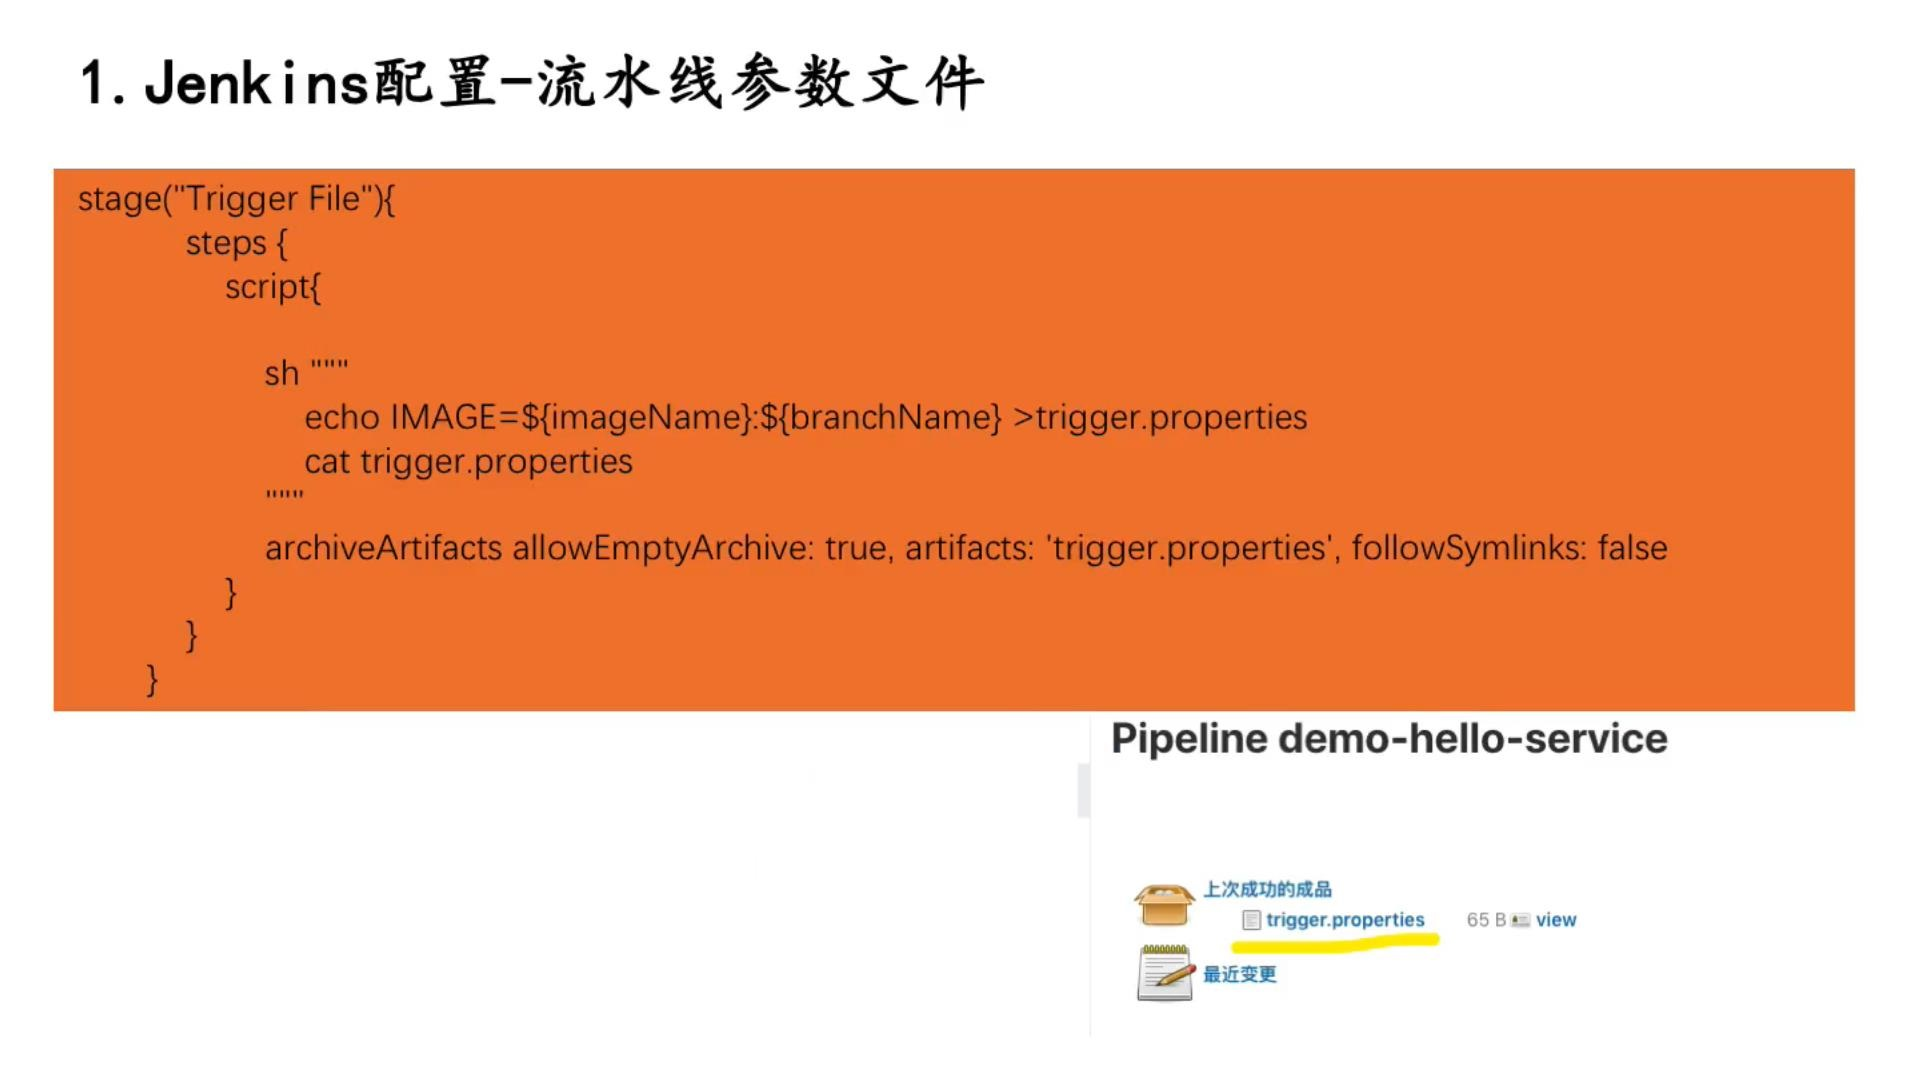 1.Jenkins配置-流水线参数文件
stage("Trigger File"){
steps {
script{
sh """
echo IMAGE=${imageName}:${branchName} >trigger.properties
cat trigger.properties
"""
archiveArtifacts allowEmptyArchive: true, artifacts: 'trigger.properties', followSymlinks: false
}
}
}
Pipeline demo-hello-service
上次成功的成品
trigger.properties 65 B view
最近变更